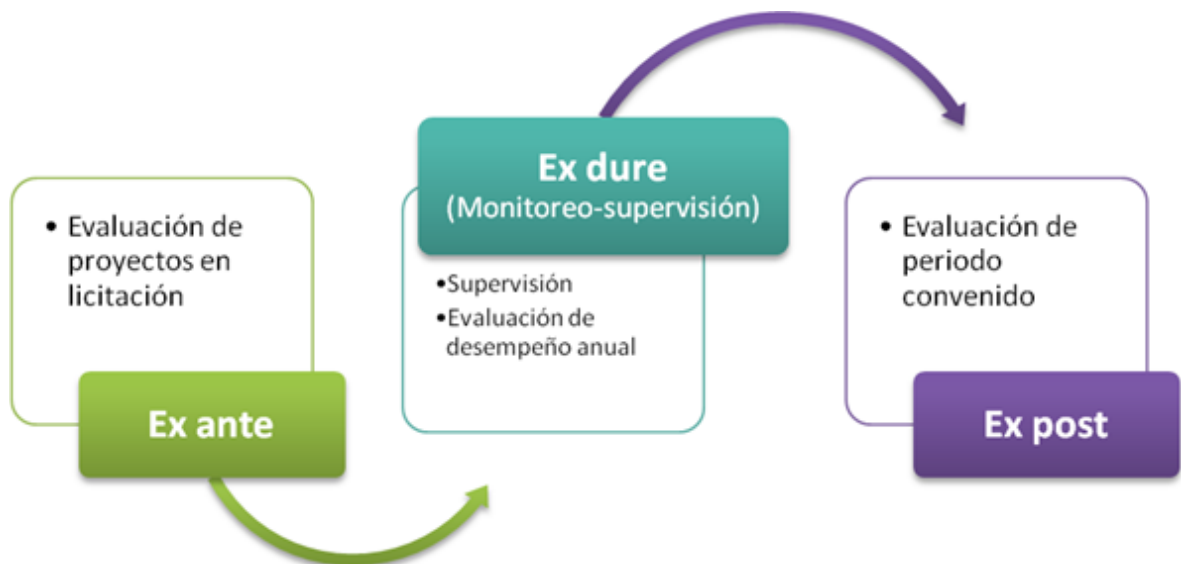 • Evaluación de
proyectos en
licitación
Ex ante
Ex dure
(Monitoreo-supervisión)
•Supervisión
•Evaluación de
desempeño anual
• Evaluación de
periodo
convenido
Ex post